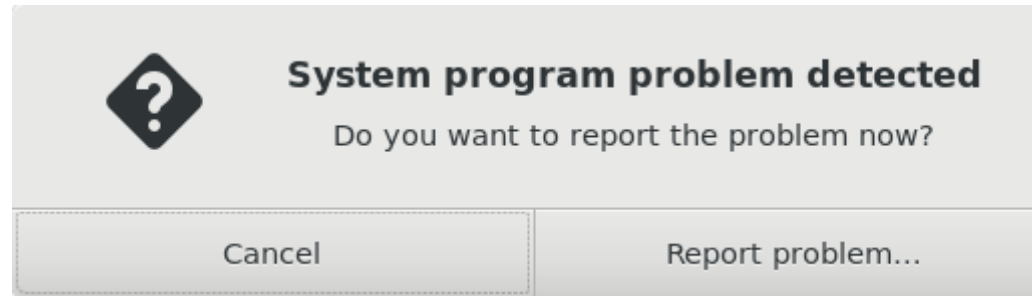 System program problem detected
Do you want to report the problem now?
Cancel
Report problem...